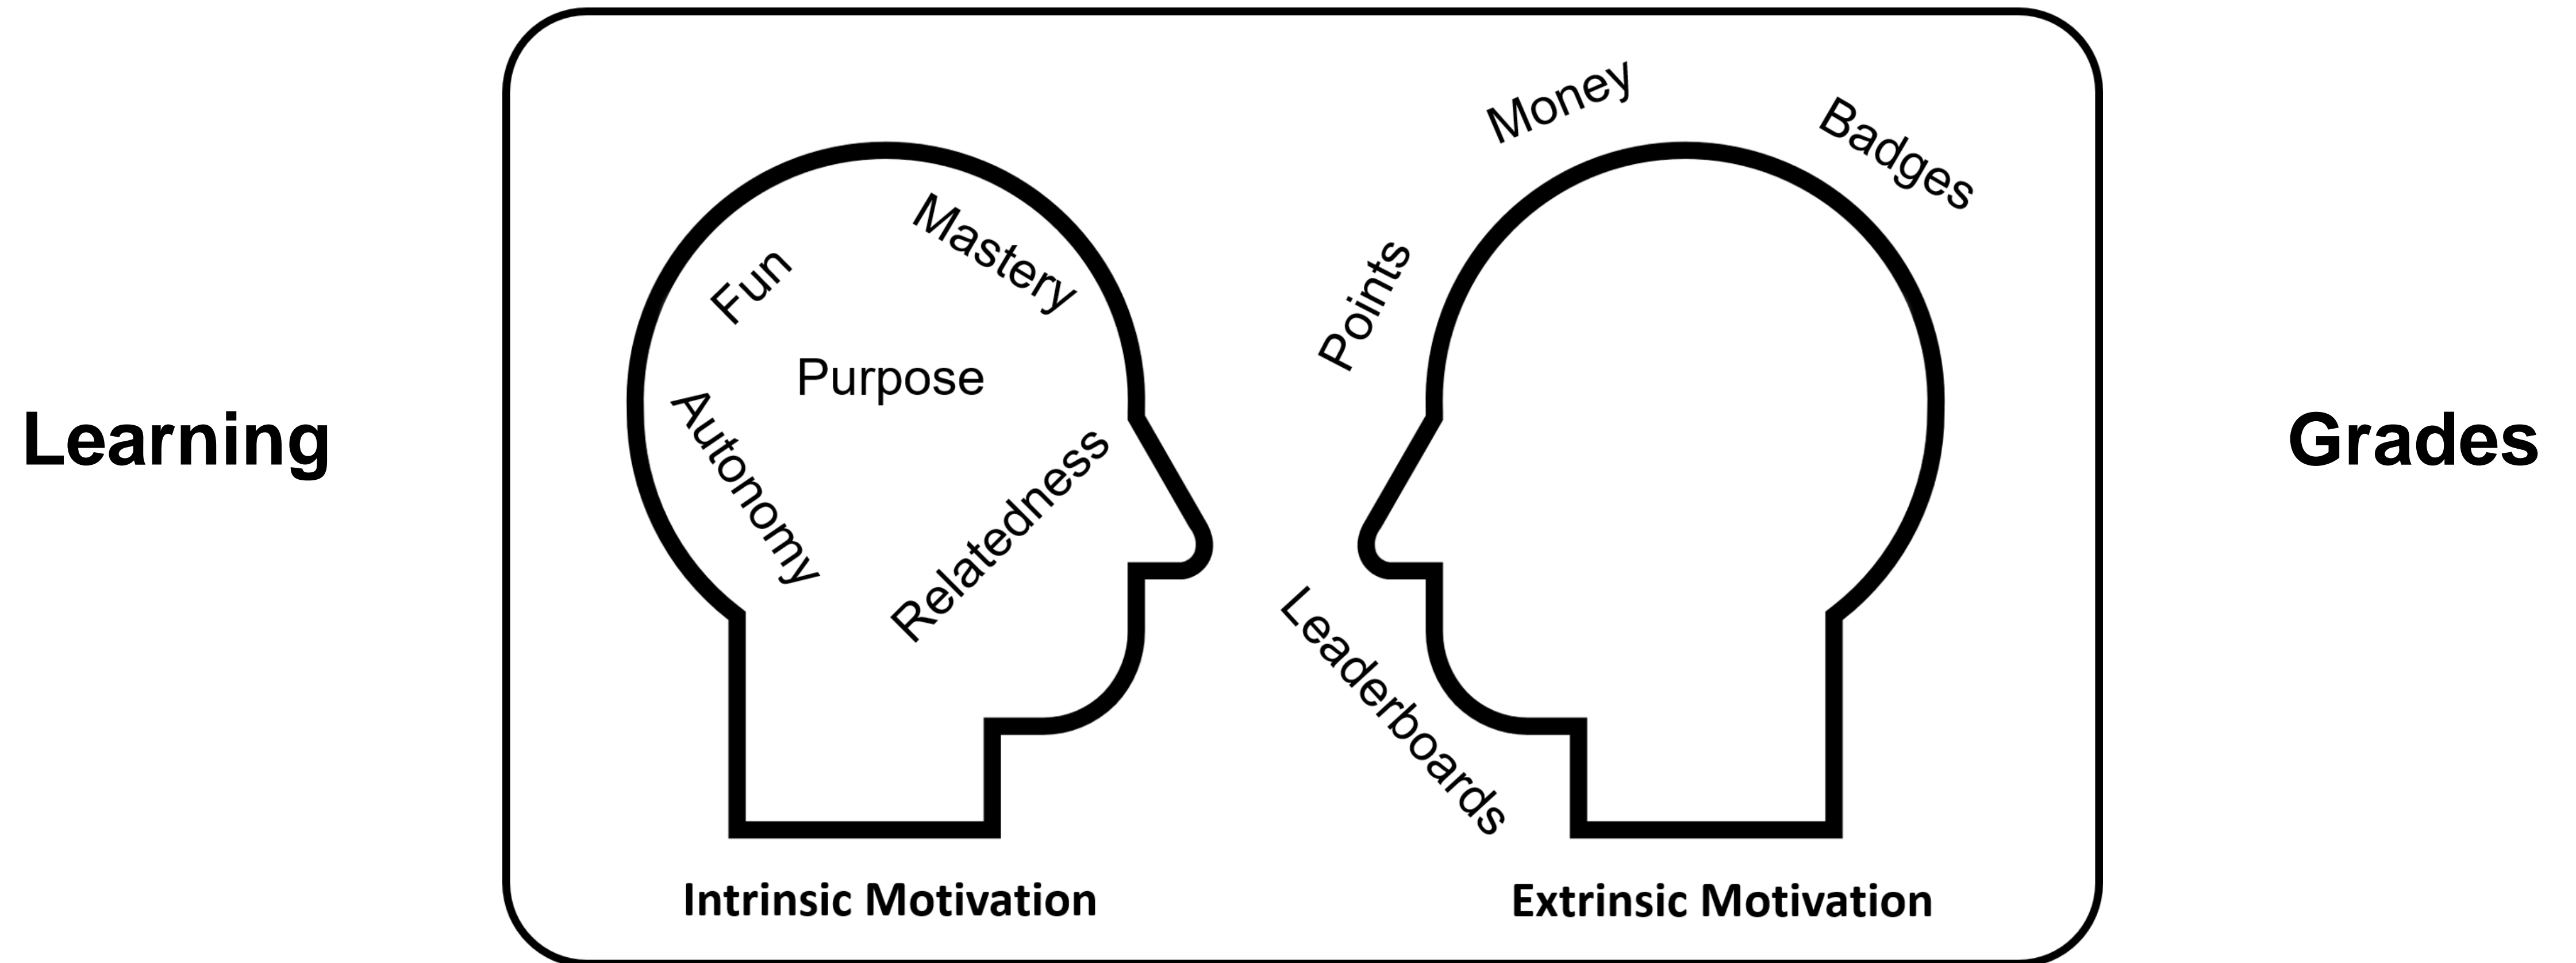 Learning
Fun
Mastery
Purpose
Autonomy
Relatedness
Intrinsic Motivation
Money
Badges
Points
Leaderboards
Extrinsic Motivation
Grades